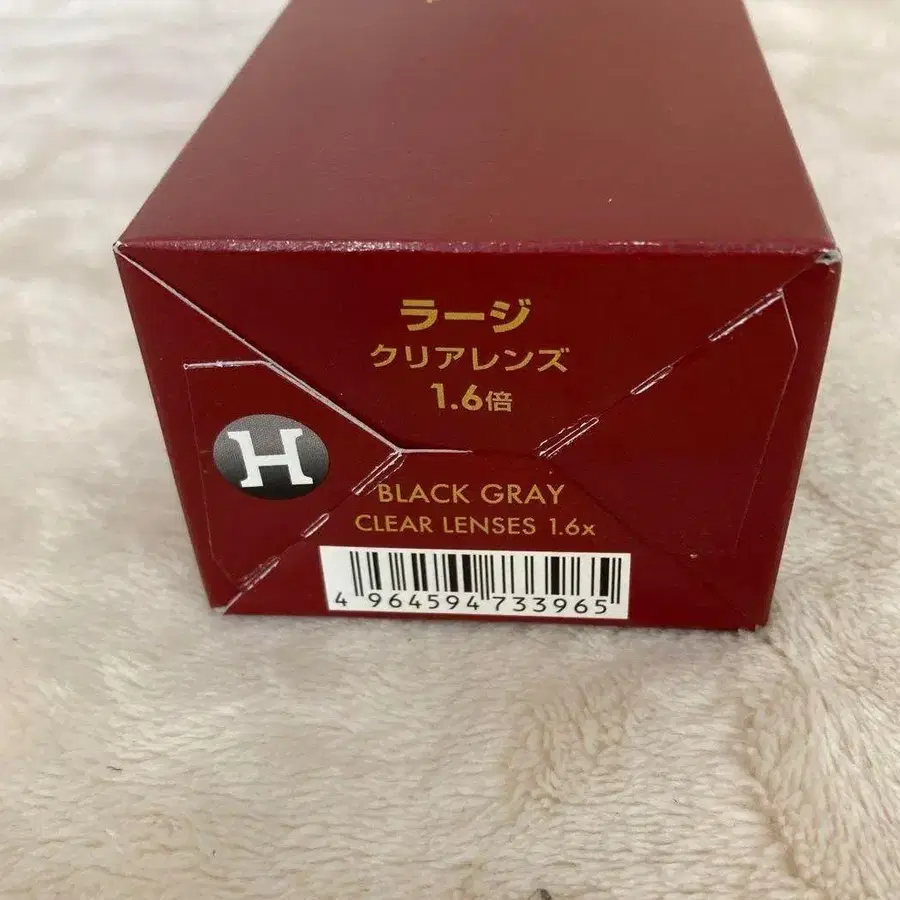 ラージ
クリアレンズ
1.6倍
H
BLACK GRAY
CLEAR LENSES 1.6x
4 964594 733965